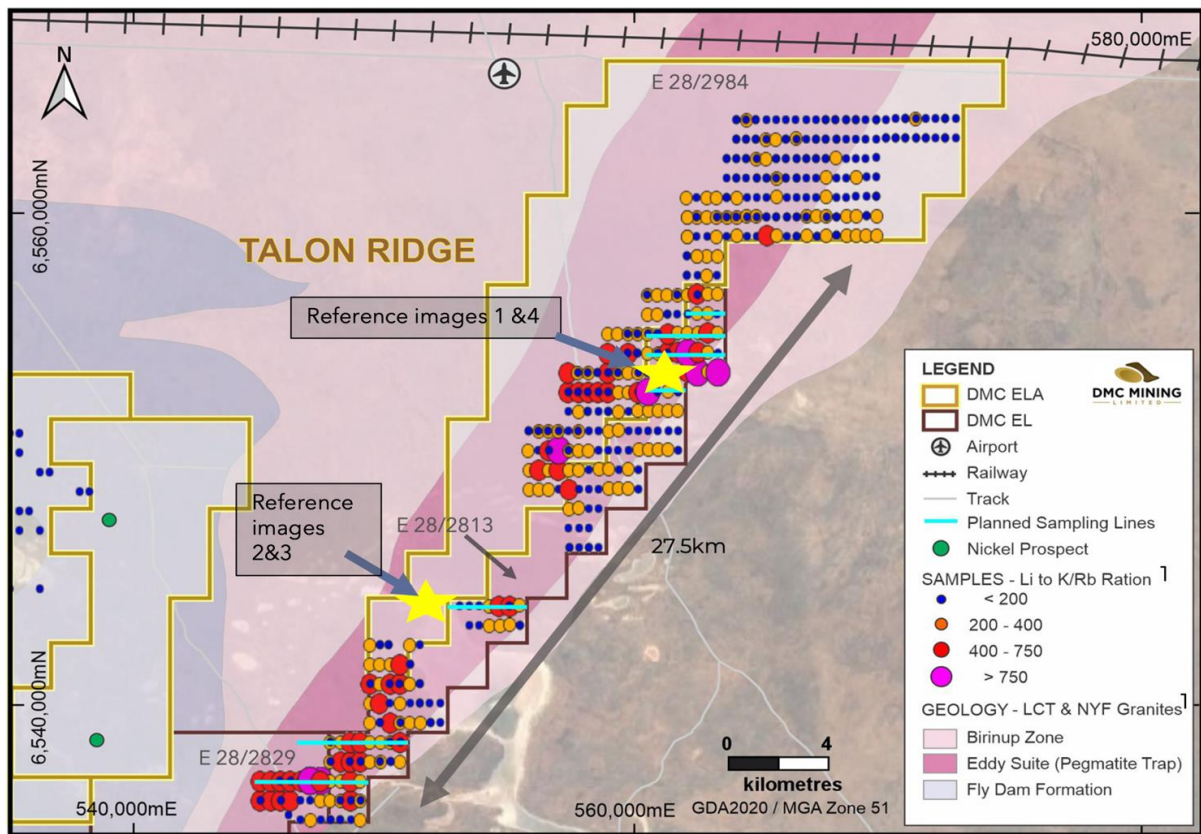 580,000mE
N
E 28/2984
6,560,000mN
TALON RIDGE
Reference images 1 &4
Reference
images
2&3
E 28/2813
27.5km
6,540,000mN
E 28/2829
540,000mE
560,000mE
0 4
kilometres
GDA2020 / MGA Zone 51
LEGEND
DMC MINING
LIMITED
DMC ELA
DMC EL
Airport
Railway
Track
Planned Sampling Lines
Nickel Prospect
SAMPLES - Li to K/Rb Ration 1
< 200
200 - 400
400 - 750
> 750
GEOLOGY - LCT & NYF Granites 1
Birinup Zone
Eddy Suite (Pegmatite Trap)
Fly Dam Formation